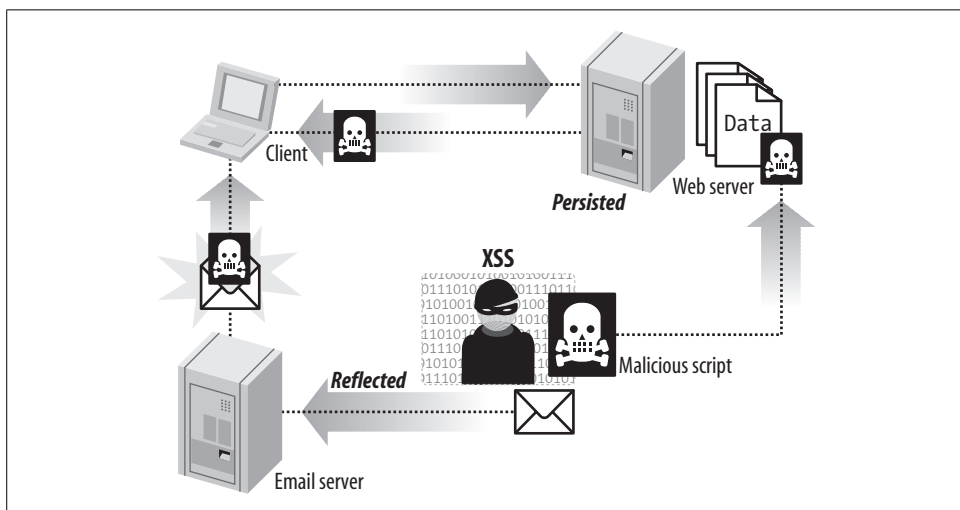 Client
Data
Web server
Persisted
XSS
Malicious script
Reflected
Email server